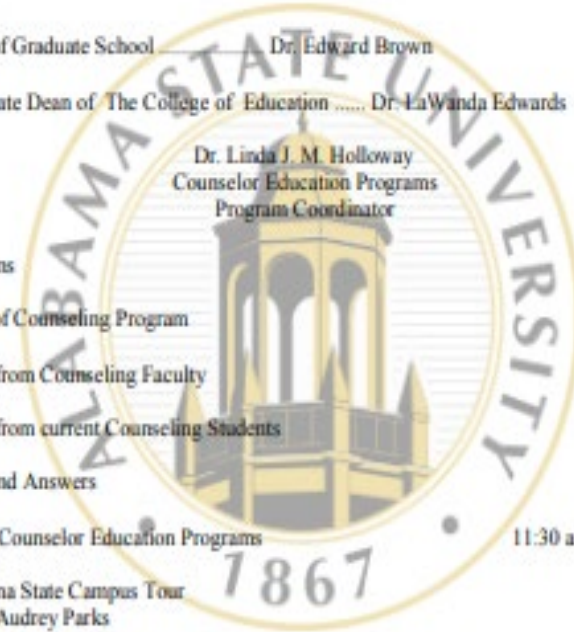 f Graduate School .................... Dr. Edward Brown
ate Dean of The College of Education ...... Dr. LaWanda Edwards
Dr. Linda J. M. Holloway
Counselor Education Programs
Program Coordinator
ns
of Counseling Program
from Counseling Faculty
from current Counseling Students
nd Answers
Counselor Education Programs 11:30 a
na State Campus Tour
Audrey Parks
ALABAMA STATE UNIVERSITY
1867